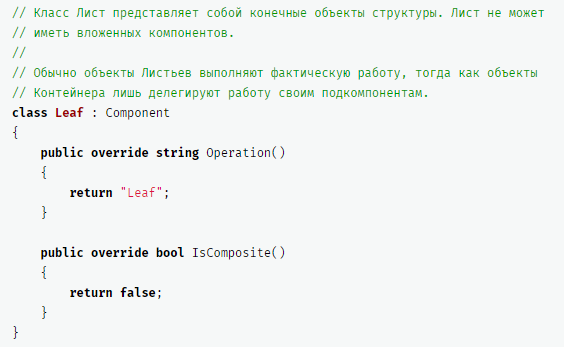 // Класс Лист представляет собой конечные объекты структуры. Лист не может
// иметь вложенных компонентов.
//
// Обычно объекты Листьев выполняют фактическую работу, тогда как объекты
// Контейнера лишь делегируют работу своим подкомпонентам.
class Leaf : Component
{
    public override string Operation()
    {
        return "Leaf";
    }

    public override bool IsComposite()
    {
        return false;
    }
}